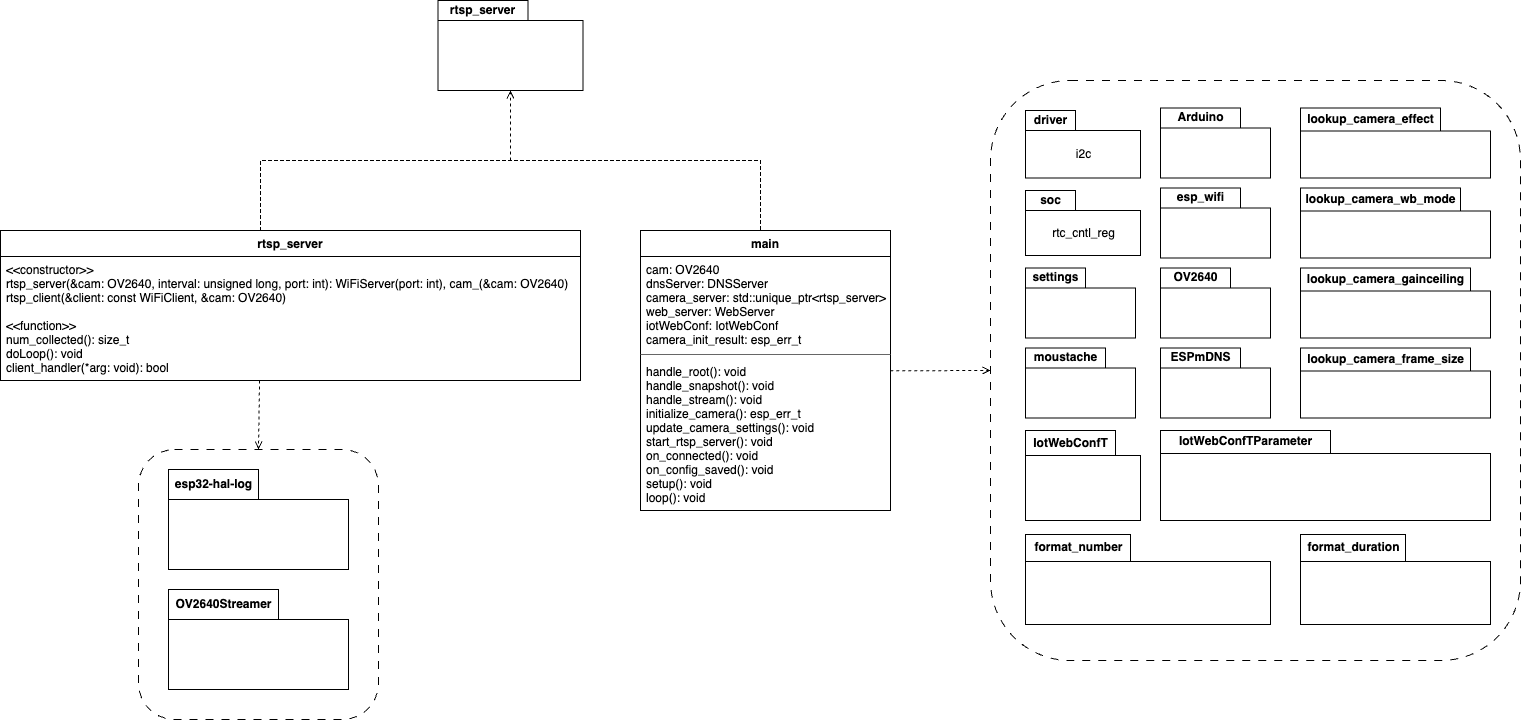 rtsp_server
rtsp_server
<<constructor>>
rtsp_server(&cam: OV2640, interval: unsigned long, port: int): WiFiServer(port: int), cam_(&cam: OV2640)
rtsp_client(&client: const WiFiClient, &cam: OV2640)
<<function>>
num_collected(): size_t
doLoop(): void
client_handler(*arg: void): bool
esp32-hal-log
OV2640Streamer
main
cam: OV2640
dnsServer: DNSServer
camera_server: std::unique_ptr<rtsp_server>
web_server: WebServer
iotWebConf: IotWebConf
camera_init_result: esp_err_t
handle_root(): void
handle_snapshot(): void
handle_stream(): void
initialize_camera(): esp_err_t
update_camera_settings(): void
start_rtsp_server(): void
on_connected(): void
on_config_saved(): void
setup(): void
loop(): void
driver
i2c
Arduino
lookup_camera_effect
soc
rtc_cntl_reg
esp_wifi
lookup_camera_wb_mode
settings
OV2640
lookup_camera_gainceiling
moustache
ESPmDNS
lookup_camera_frame_size
IotWebConfT
IotWebConfTParameter
format_number
format_duration